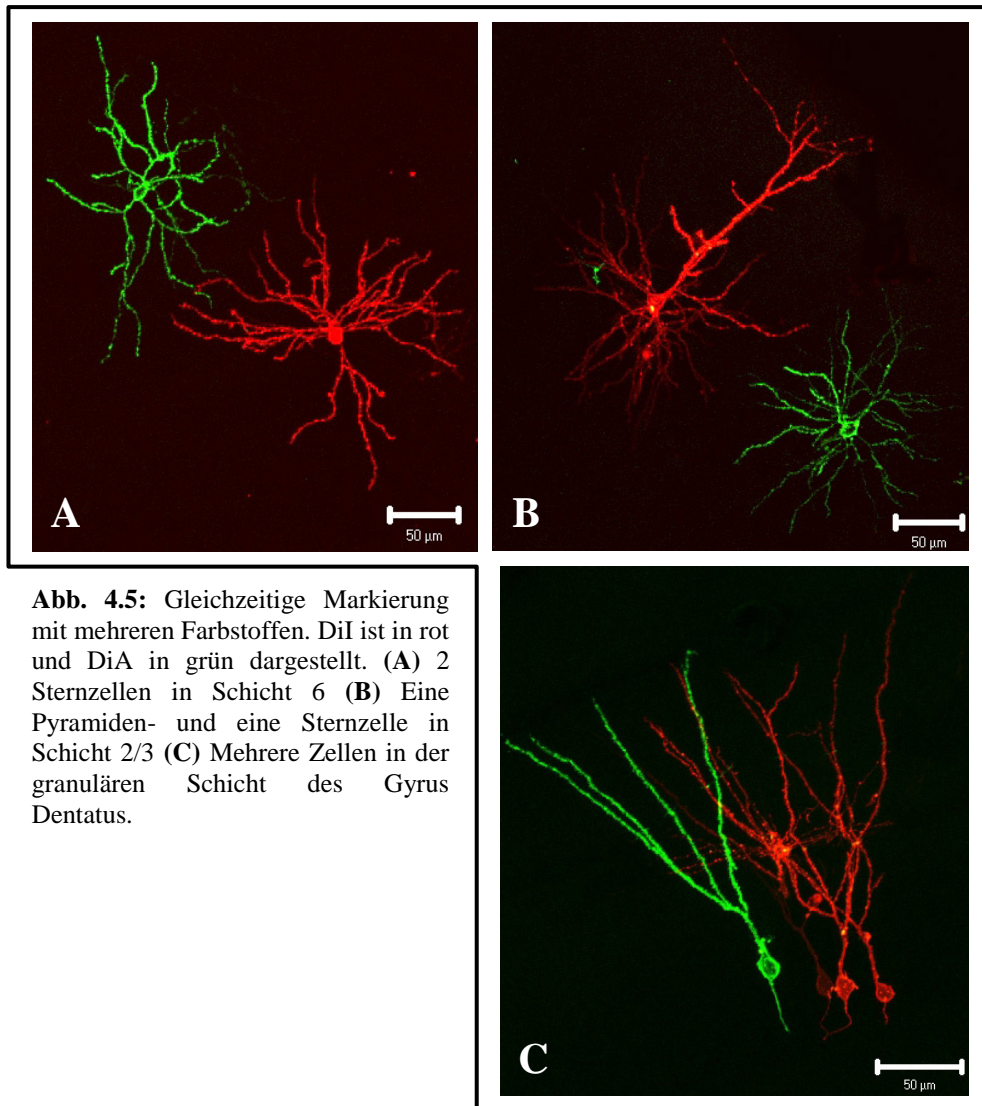 A
50 µm
B
50 µm
Abb. 4.5: Gleichzeitige Markierung
mit mehreren Farbstoffen. DiI ist in rot
und DiA in grün dargestellt. (A) 2
Sternzellen in Schicht 6 (B) Eine
Pyramiden- und eine Sternzelle in
Schicht 2/3 (C) Mehrere Zellen in der
granulären Schicht des Gyrus
Dentatus.
C
50 µm